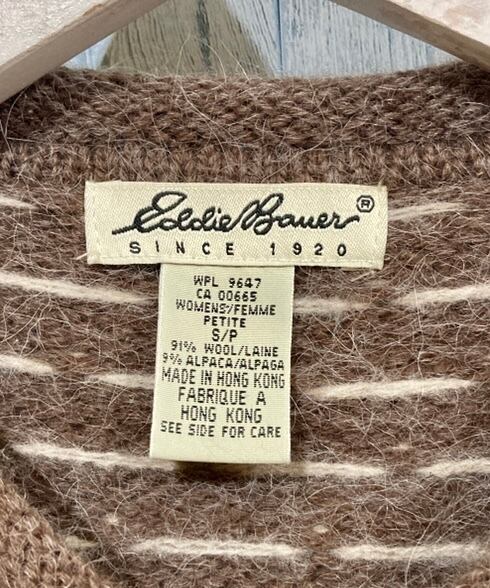 Eddie Bauer®
SINCE 1920
WPL 9647
CA 00665
WOMENS'/FEMME
PETITE
S/P
91% WOOL/LAINE
9% ALPACA/ALPAGA
MADE IN HONG KONG
FABRIQUE A
HONG KONG
SEE SIDE FOR CARE